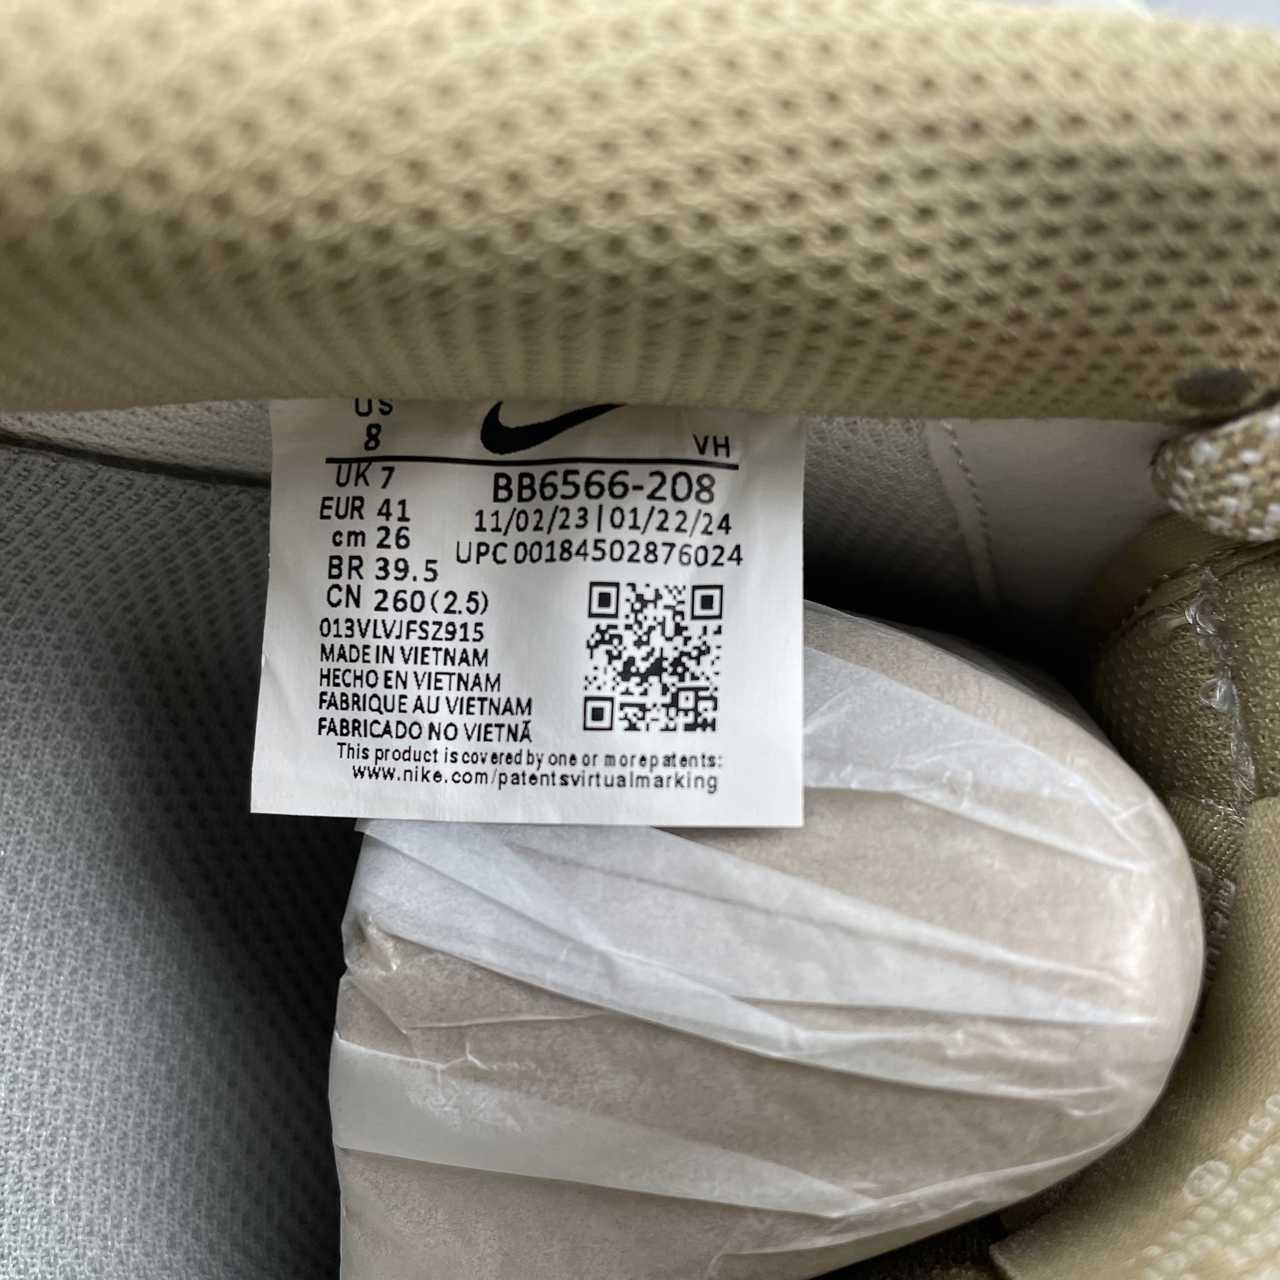 US
8
VH
UK 7
BB6566-208
EUR 41
11/02/23|01/22/24
cm 26
UPC 00184502876024
BR 39.5
CN 260(2.5)
013VLVJFSZ915
MADE IN VIETNAM
HECHO EN VIETNAM
FABRIQUE AU VIETNAM
FABRICADO NO VIETNÃ
This product is covered by one or more patents:
www.nike.com/patentsvirtualmarking